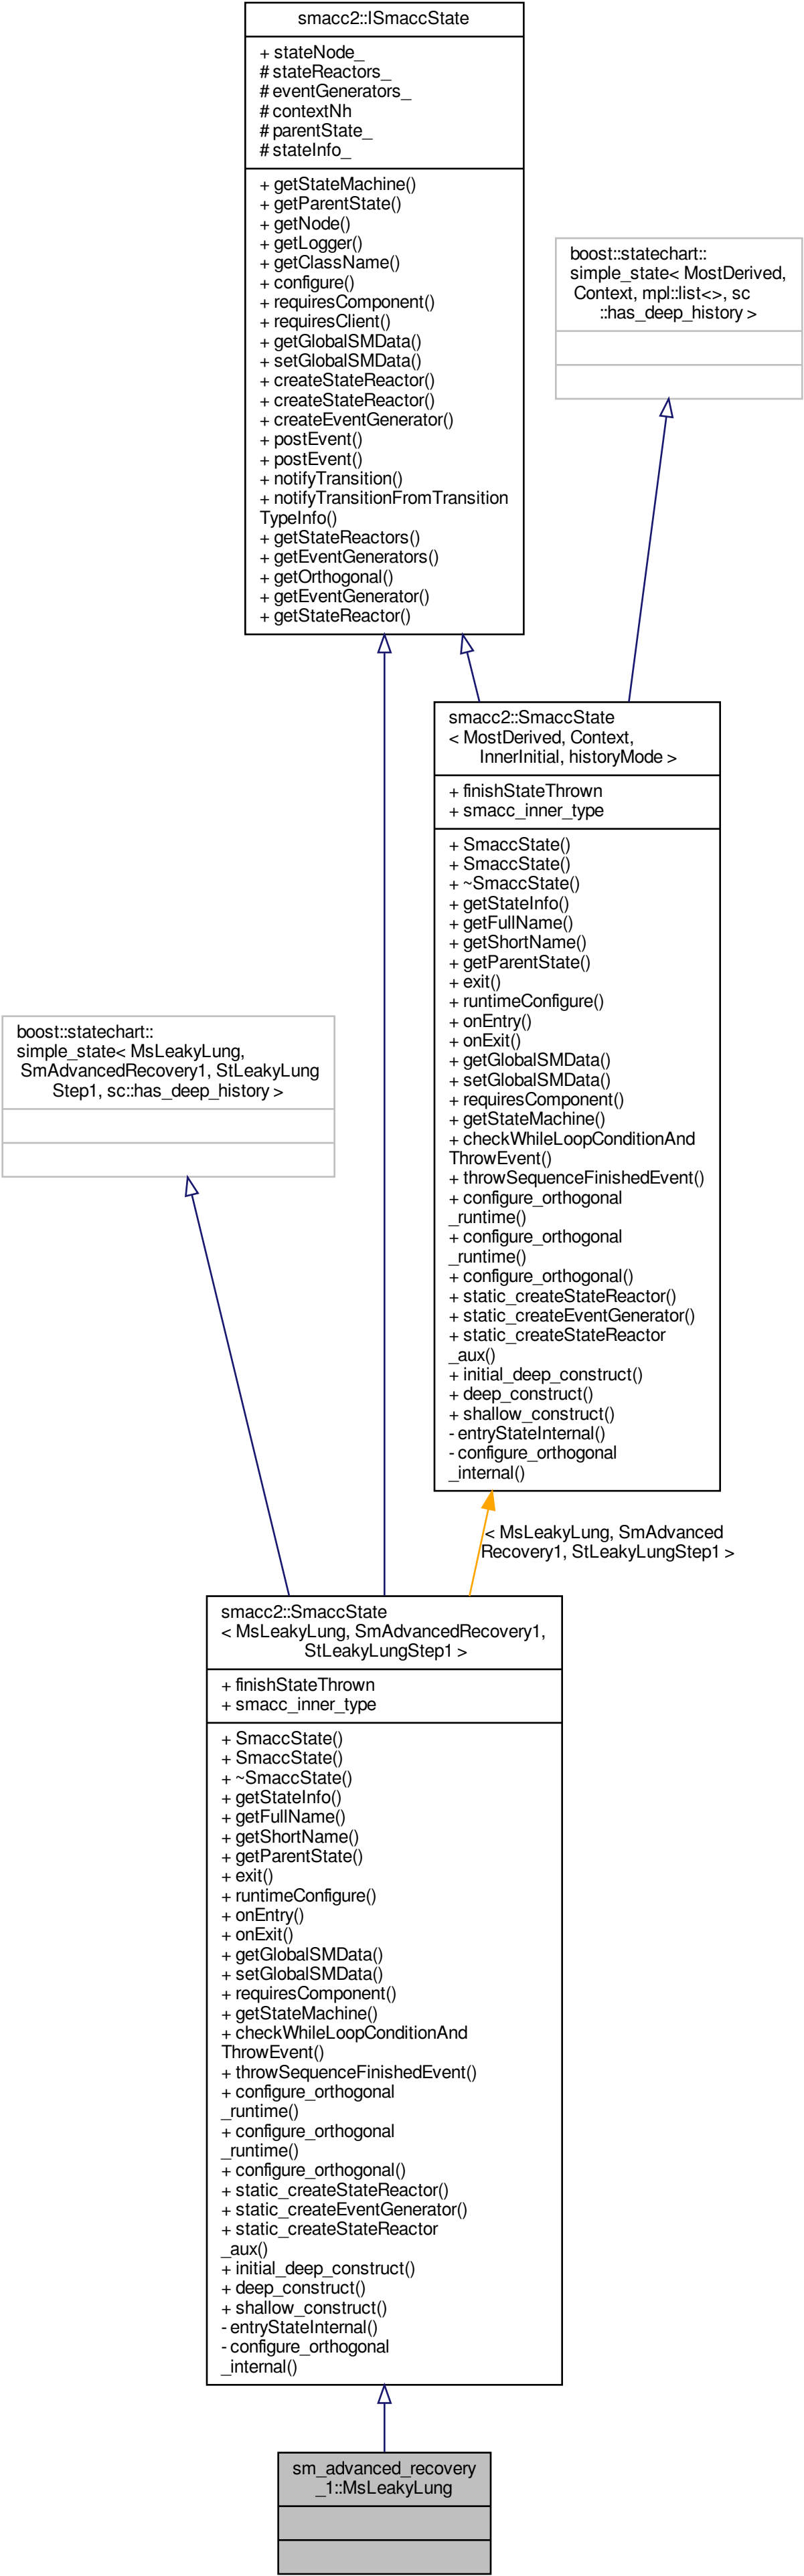 smacc2::ISmaccState
+ stateNode_
# stateReactors_
# eventGenerators_
# contextNh
# parentState_
# stateInfo_
+ getStateMachine()
+ getParentState()
+ getNode()
+ getLogger()
+ getClassName()
+ configure()
+ requiresComponent()
+ requiresClient()
+ getGlobalSMData()
+ setGlobalSMData()
+ createStateReactor()
+ createStateReactor()
+ createEventGenerator()
+ postEvent()
+ postEvent()
+ notifyTransition()
+ notifyTransitionFromTransition
TypeInfo()
+ getStateReactors()
+ getEventGenerators()
+ getOrthogonal()
+ getEventGenerator()
+ getStateReactor()
boost::statechart::
simple_state< MostDerived,
Context, mpl::list<>, sc
::has_deep_history >
smacc2::SmaccState
< MostDerived, Context,
InnerInitial, historyMode >
+ finishStateThrown
+ smacc_inner_type
+ SmaccState()
+ SmaccState()
+ ~SmaccState()
+ getStateInfo()
+ getFullName()
+ getShortName()
+ getParentState()
+ exit()
+ runtimeConfigure()
+ onEntry()
+ onExit()
+ getGlobalSMData()
+ setGlobalSMData()
+ requiresComponent()
+ getStateMachine()
+ checkWhileLoopConditionAnd
ThrowEvent()
+ throwSequenceFinishedEvent()
+ configure_orthogonal
_runtime()
+ configure_orthogonal
_runtime()
+ configure_orthogonal()
+ static_createStateReactor()
+ static_createEventGenerator()
+ static_createStateReactor
_aux()
+ initial_deep_construct()
+ deep_construct()
+ shallow_construct()
- entryStateInternal()
- configure_orthogonal
_internal()
boost::statechart::
simple_state< MsLeakyLung,
SmAdvancedRecovery1, StLeakyLung
Step1, sc::has_deep_history >
< MsLeakyLung, SmAdvanced
Recovery1, StLeakyLungStep1 >
smacc2::SmaccState
< MsLeakyLung, SmAdvancedRecovery1,
StLeakyLungStep1 >
+ finishStateThrown
+ smacc_inner_type
+ SmaccState()
+ SmaccState()
+ ~SmaccState()
+ getStateInfo()
+ getFullName()
+ getShortName()
+ getParentState()
+ exit()
+ runtimeConfigure()
+ onEntry()
+ onExit()
+ getGlobalSMData()
+ setGlobalSMData()
+ requiresComponent()
+ getStateMachine()
+ checkWhileLoopConditionAnd
ThrowEvent()
+ throwSequenceFinishedEvent()
+ configure_orthogonal
_runtime()
+ configure_orthogonal
_runtime()
+ configure_orthogonal()
+ static_createStateReactor()
+ static_createEventGenerator()
+ static_createStateReactor
_aux()
+ initial_deep_construct()
+ deep_construct()
+ shallow_construct()
- entryStateInternal()
- configure_orthogonal
_internal()
sm_advanced_recovery
_1::MsLeakyLung